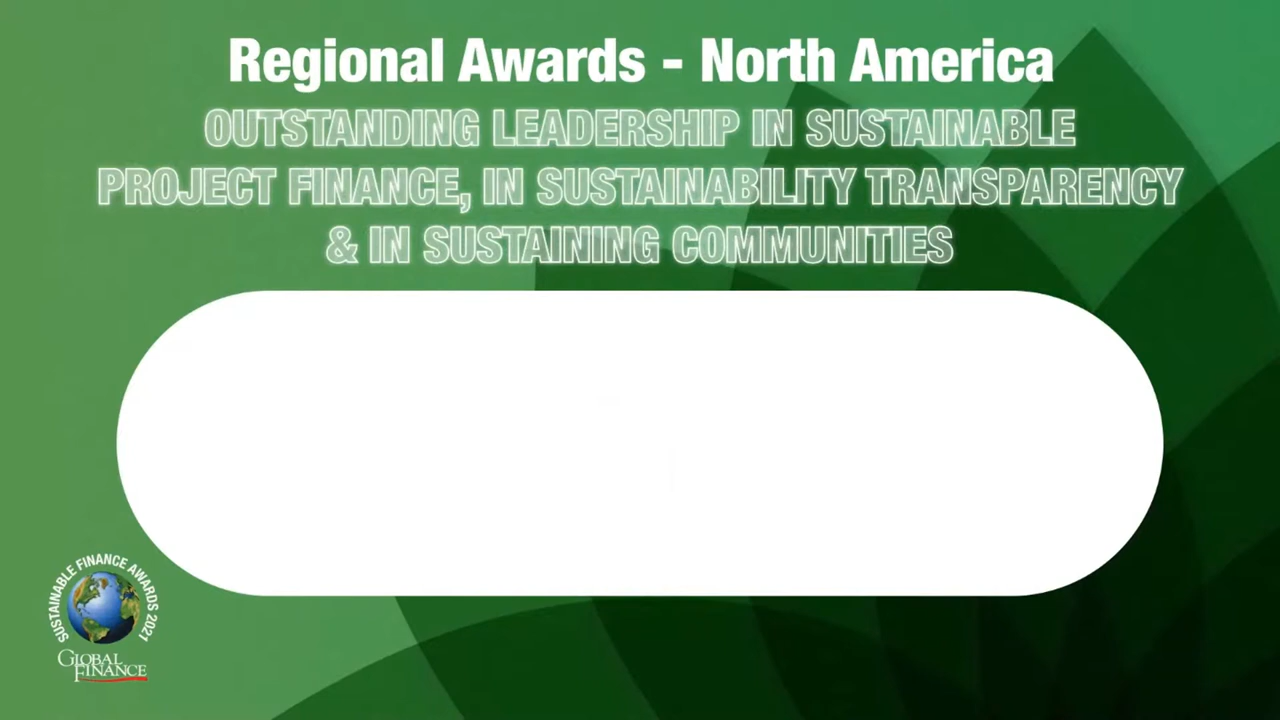 Regional Awards - North America
OUTSTANDING LEADERSHIP IN SUSTAINABLE
PROJECT FINANCE, IN SUSTAINABILITY TRANSPARENCY
& IN SUSTAINING COMMUNITIES
SUSTAINABLE FINANCE AWARDS 2021
GLOBAL
FINANCE